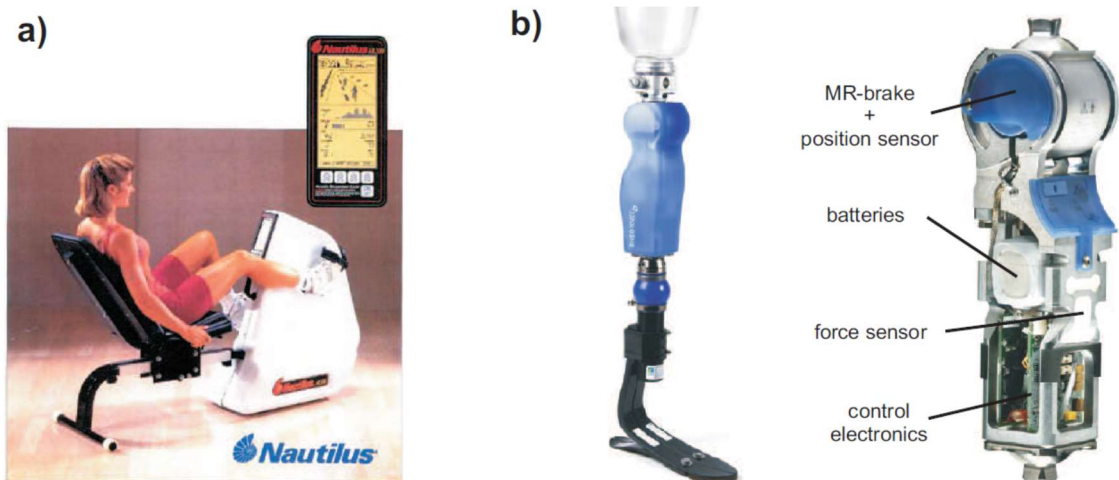 a)
Nautilus
Nautilus
Nautilus
b)
MR-brake
+
position sensor
batteries
force sensor
control
electronics